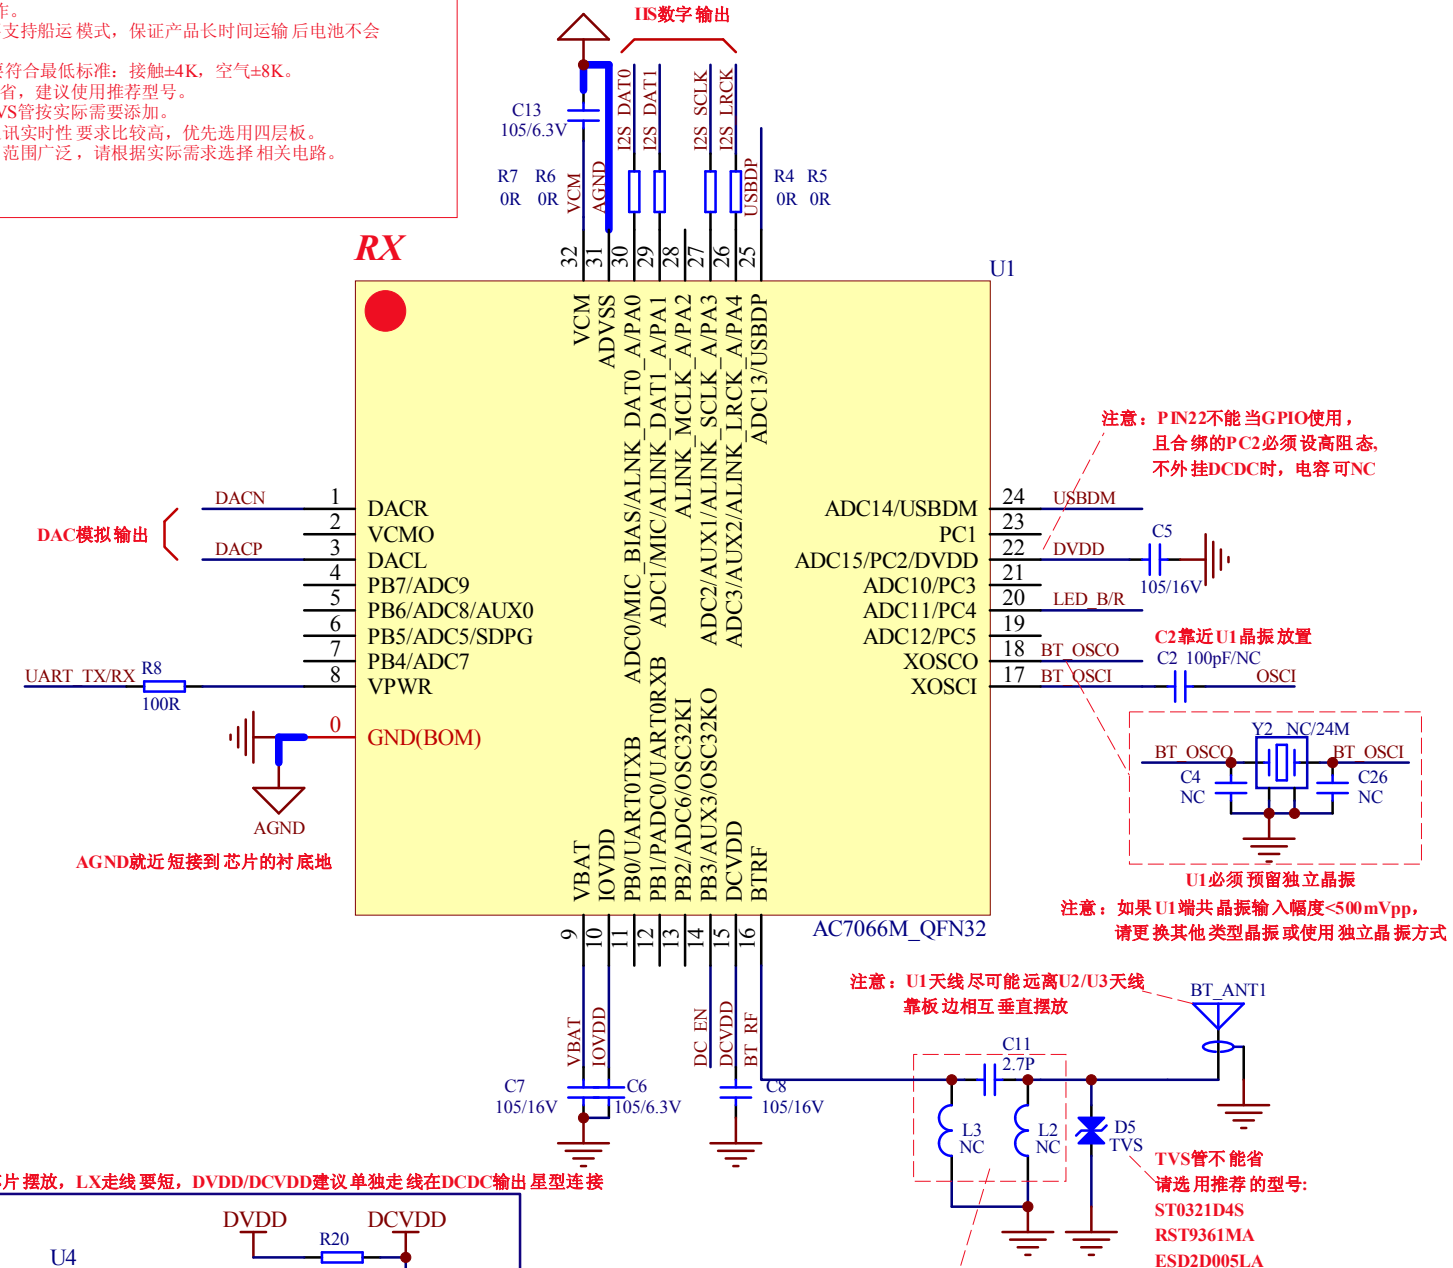 作。
支持船运模式，保证产品长时间运输后电池不会
符合最低标准：接触±4K，空气±8K。
省，建议使用推荐型号。
VS管按实际需要添加。
讯实时性要求比较高，优先选用四层板。
范围广泛，请根据实际需求选择相关电路。
IIS数字输出
C13
105/6.3V
I2S_DAT0
I2S_DAT1
I2S_SCLK
I2S_LRCK
R7 R6
0R 0R
VCM
AGND
USBDP
R4 R5
0R 0R
RX
32
31
30
29
28
27
26
25
U1
VCM
ADVSS
ADC0/MIC_BIAS/ALNK_DAT0_A/PA0
ADC1/MIC/ALINK_DAT1_A/PA1
ALINK_MCLK_A/PA2
ADC2/AUX1/ALINK_SCLK_A/PA3
ADC3/AUX2/ALINK_LRCK_A/PA4
ADC13/USBDP
DAC模拟输出
DACN 1 DACR
2 VCMO
DACP 3 DACL
4 PB7/ADC9
5 PB6/ADC8/AUX0
6 PB5/ADC5/SDPG
7 PB4/ADC7
UART_TX/RX R8 8 VPWR
100R
0 GND(BOM)
AGND
AGND就近短接到芯片的衬底地
注意：PIN22不能当GPIO使用，
且合绑的PC2必须设高阻态,
不外挂DCDC时，电容可NC
ADC14/USBDM 24 USBDM
PC1 23
ADC15/PC2/DVDD 22 DVDD C5
105/16V
ADC10/PC3 21
ADC11/PC4 20 LED_B/R
ADC12/PC5 19
C2靠近U1晶振放置
XOSCO 18 BT_OSCO C2 100pF/NC
XOSCI 17 BT_OSCI OSCI
Y2 NC/24M
BT_OSCO BT_OSCI
C4
NC
C26
NC
U1必须预留独立晶振
注意：如果U1端共晶振输入幅度<500mVpp，
请更换其他类型晶振或使用独立晶振方式
VBAT
IOVDD
PB0/UART0TXB
PB1/PADC0/UART0RXB
PB2/ADC6/OSC32KI
PB3/AUX3/OSC32KO
DCVDD
BTRF
AC7066M_QFN32
9
10
11
12
13
14
15
16
VBAT
IOVDD
DC_EN
DCVDD
BT_RF
C7
105/16V
C6
105/6.3V
C8
105/16V
注意：U1天线尽可能远离U2/U3天线
靠板边相互垂直摆放
BT_ANT1
C11
2.7P
L3
NC
L2
NC
D5
TVS
TVS管不能省
请选用推荐的型号:
ST0321D4S
RST9361MA
ESD2D005LA
片摆放，LX走线要短，DVDD/DCVDD建议单独走线在DCDC输出星型连接
DVDD DCVDD
R20
U4